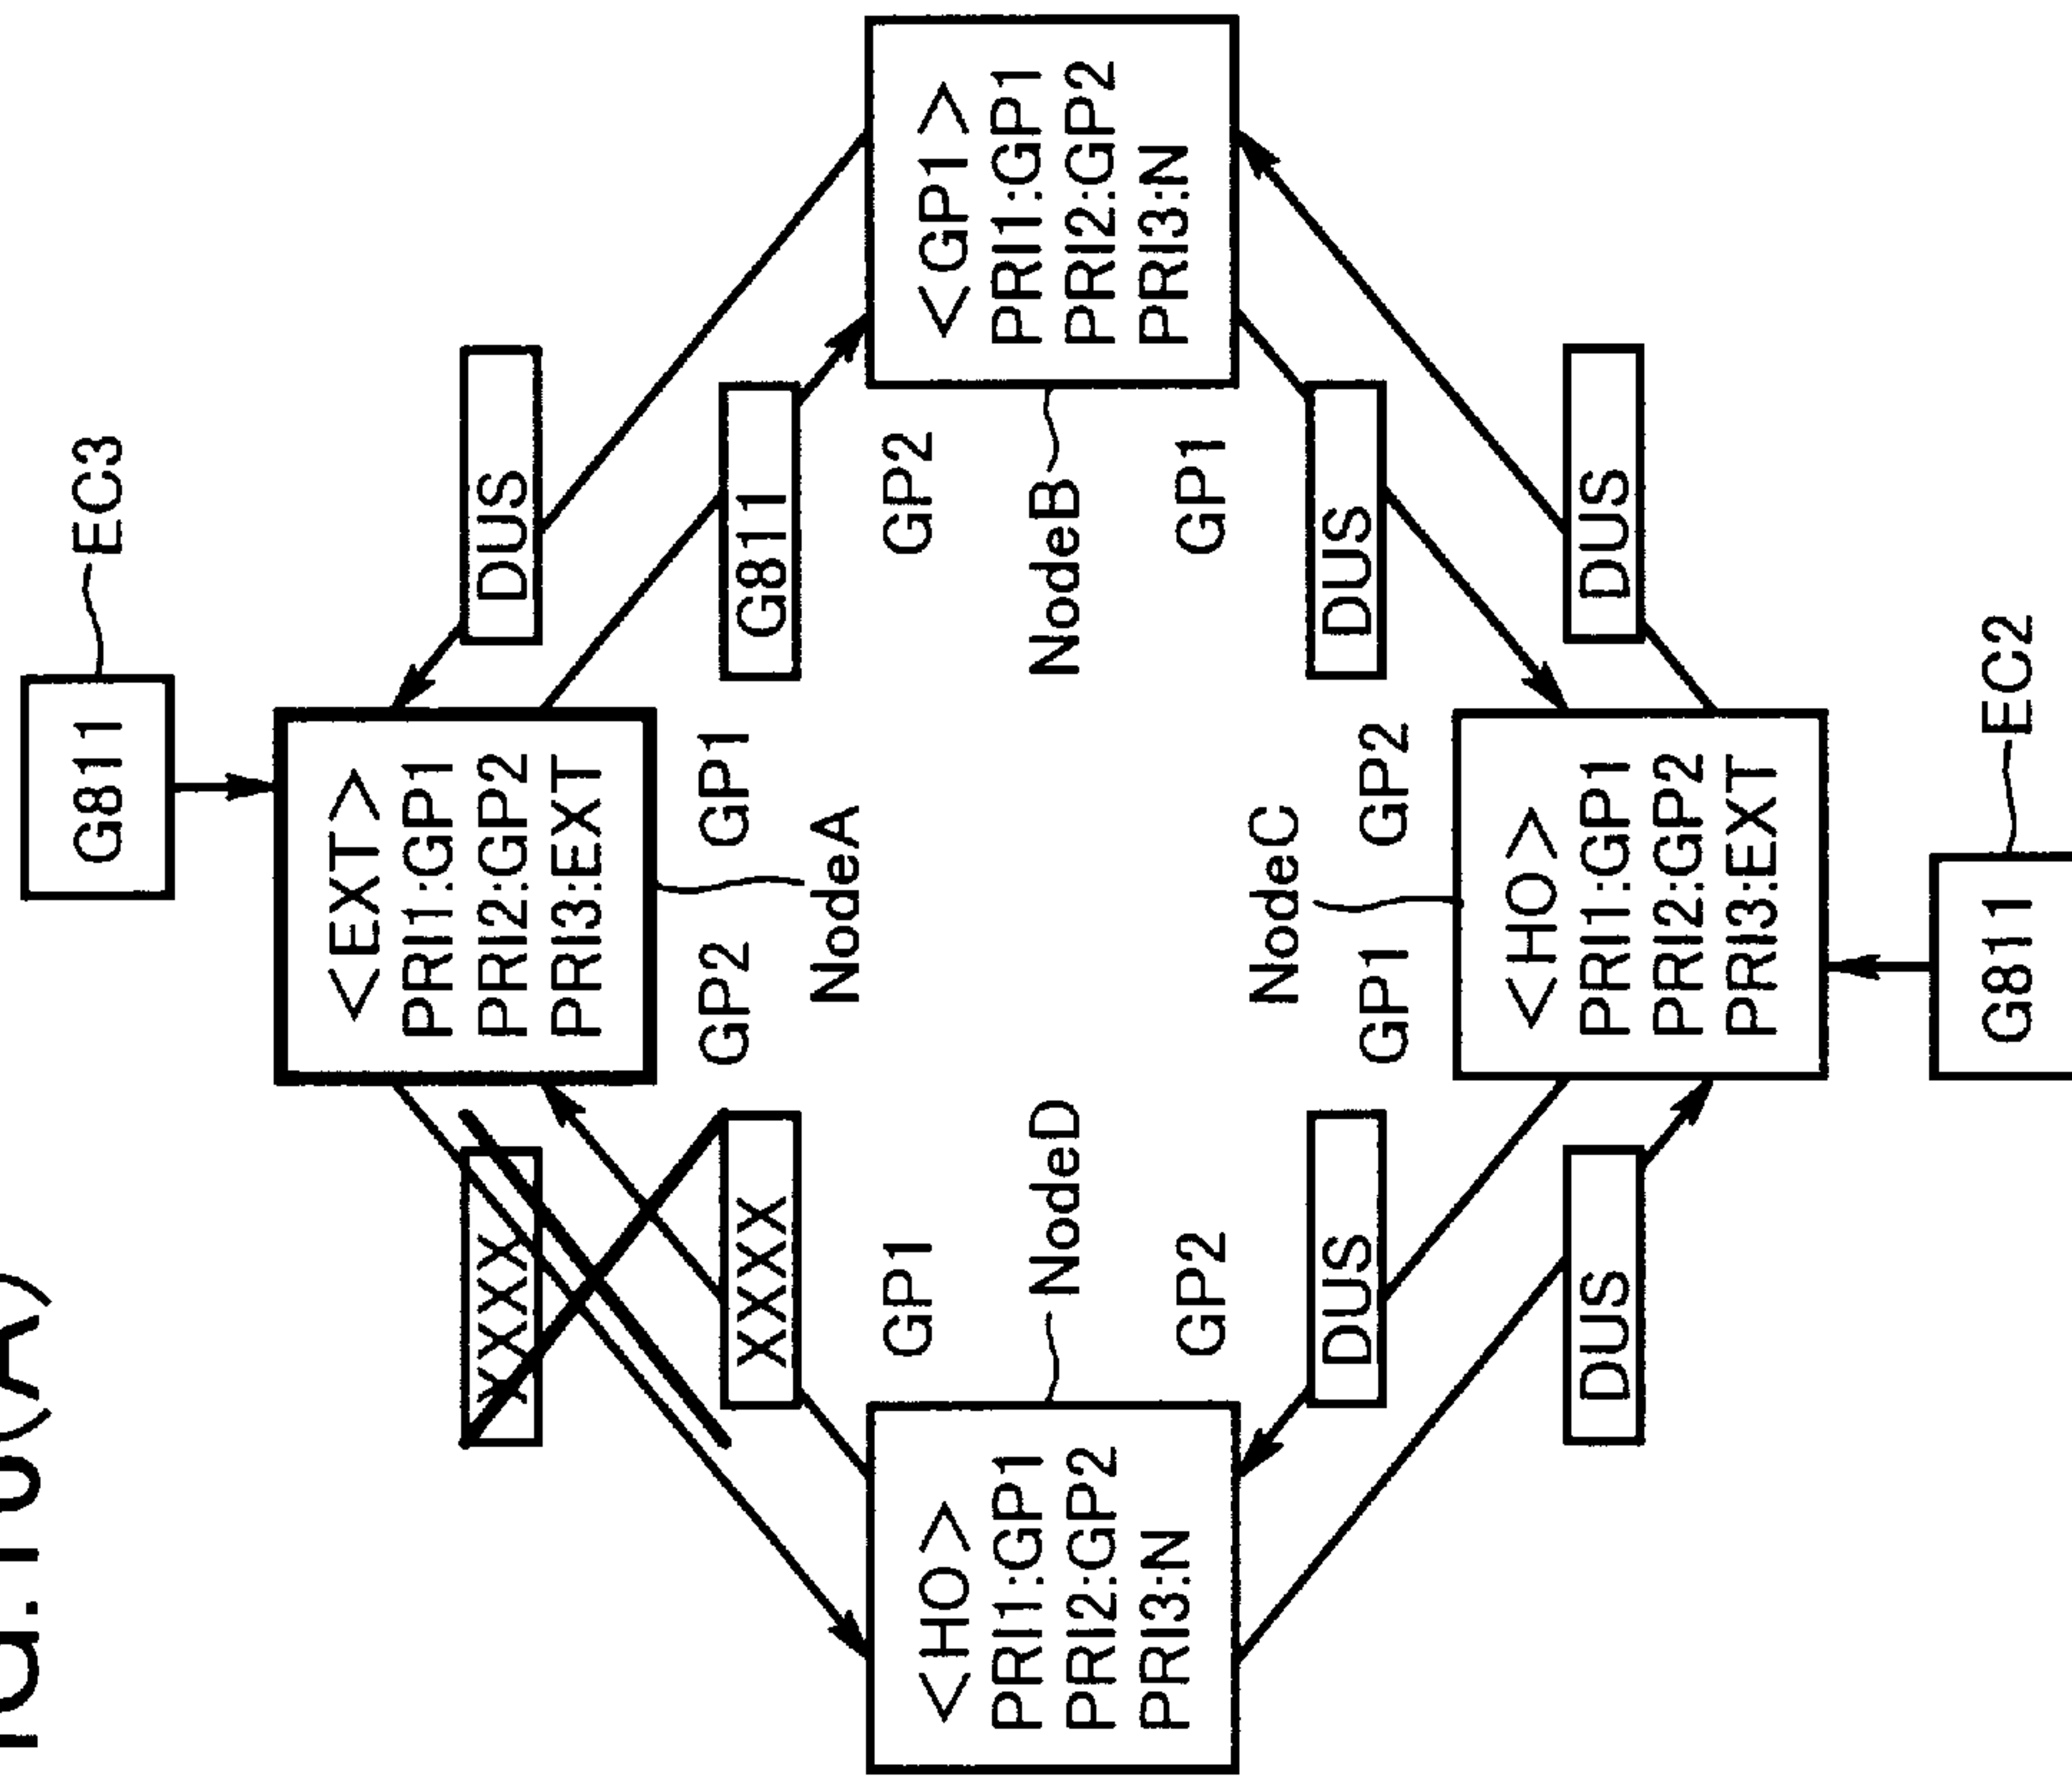 G811
EC3
<EXT>
PRI1:GP1
PRI2:GP2
PRI3:EXT
XXXX
DUS
XXXX
GP2
GP1
G811
NodeA
GP1
GP2
<HO>
PRI1:GP1
PRI2:GP2
PRI3:N
NodeD
NodeB
<GP1>
PRI1:GP1
PRI2:GP2
PRI3:N
GP2
GP1
NodeC
DUS
GP1
GP2
DUS
<HO>
PRI1:GP1
PRI2:GP2
PRI3:EXT
DUS
DUS
G811
EC2